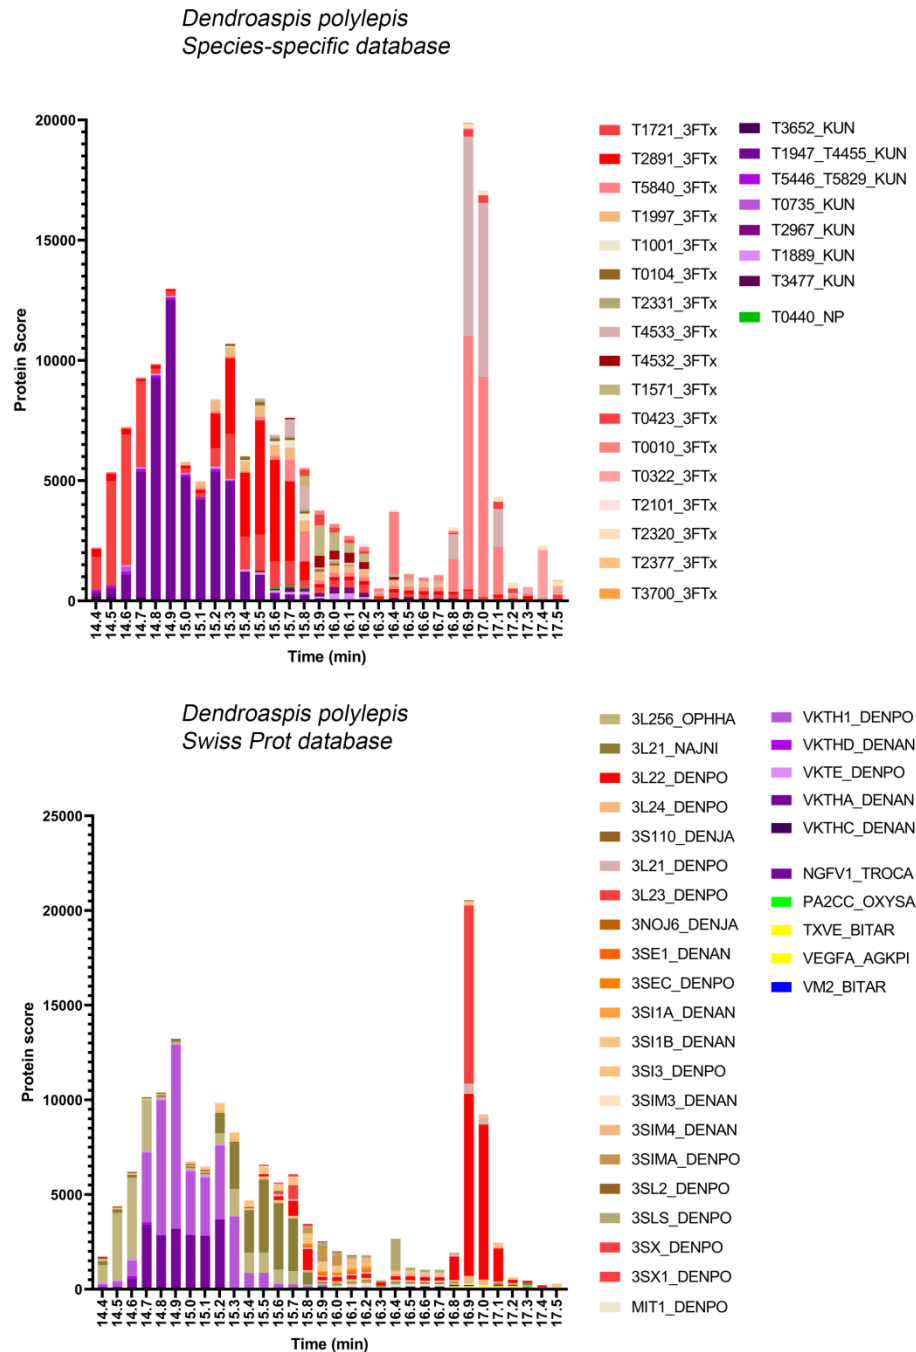 Dendroaspis polylepis
Species-specific database
20000
15000
10000
5000
0
Protein Score
14.4
14.5
14.6
14.7
14.8
14.9
15.0
15.1
15.2
15.3
15.4
15.5
15.6
15.7
15.8
15.9
16.0
16.1
16.2
16.3
16.4
16.5
16.6
16.7
16.8
16.9
17.0
17.1
17.2
17.3
17.4
17.5
Time (min)
T1721_3FTx
T2891_3FTx
T5840_3FTx
T1997_3FTx
T1001_3FTx
T0104_3FTx
T2331_3FTx
T4533_3FTx
T4532_3FTx
T1571_3FTx
T0423_3FTx
T0010_3FTx
T0322_3FTx
T2101_3FTx
T2320_3FTx
T2377_3FTx
T3700_3FTx
T3652_KUN
T1947_T4455_KUN
T5446_T5829_KUN
T0735_KUN
T2967_KUN
T1889_KUN
T3477_KUN
T0440_NP
Dendroaspis polylepis
Swiss Prot database
25000
20000
15000
10000
5000
0
Protein score
14.4
14.5
14.6
14.7
14.8
14.9
15.0
15.1
15.2
15.3
15.4
15.5
15.6
15.7
15.8
15.9
16.0
16.1
16.2
16.3
16.4
16.5
16.6
16.7
16.8
16.9
17.0
17.1
17.2
17.3
17.4
17.5
Time (min)
3L256_OPHHA
3L21_NAJNI
3L22_DENPO
3L24_DENPO
3S110_DENJA
3L21_DENPO
3L23_DENPO
3NOJ6_DENJA
3SE1_DENAN
3SEC_DENPO
3SI1A_DENAN
3SI1B_DENAN
3SI3_DENPO
3SIM3_DENAN
3SIM4_DENAN
3SIMA_DENPO
3SL2_DENPO
3SLS_DENPO
3SX_DENPO
3SX1_DENPO
MIT1_DENPO
VKTH1_DENPO
VKTHD_DENAN
VKTE_DENPO
VKTHA_DENAN
VKTHC_DENAN
NGFV1_TROCA
PA2CC_OXYSA
TXVE_BITAR
VEGFA_AGKPI
VM2_BITAR